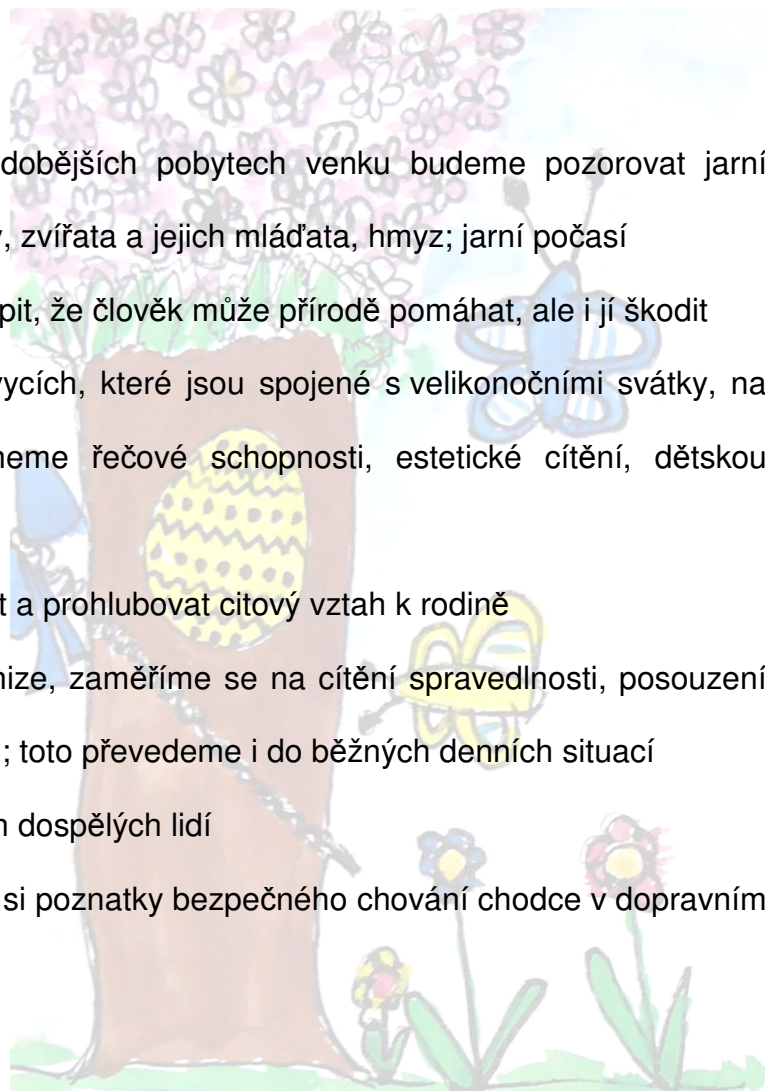 dobějších pobytech venku budeme pozorovat jarní
, zvířata a jejich mláďata, hmyz; jarní počasí
pit, že člověk může přírodě pomáhat, ale i jí škodit
vycích, které jsou spojené s velikonočními svátky, na
neme řečové schopnosti, estetické cítění, dětskou
t a prohlubovat citový vztah k rodině
nize, zaměříme se na cítění spravedlnosti, posouzení
; toto převedeme i do běžných denních situací
dospělých lidí
si poznatky bezpečného chování chodce v dopravním